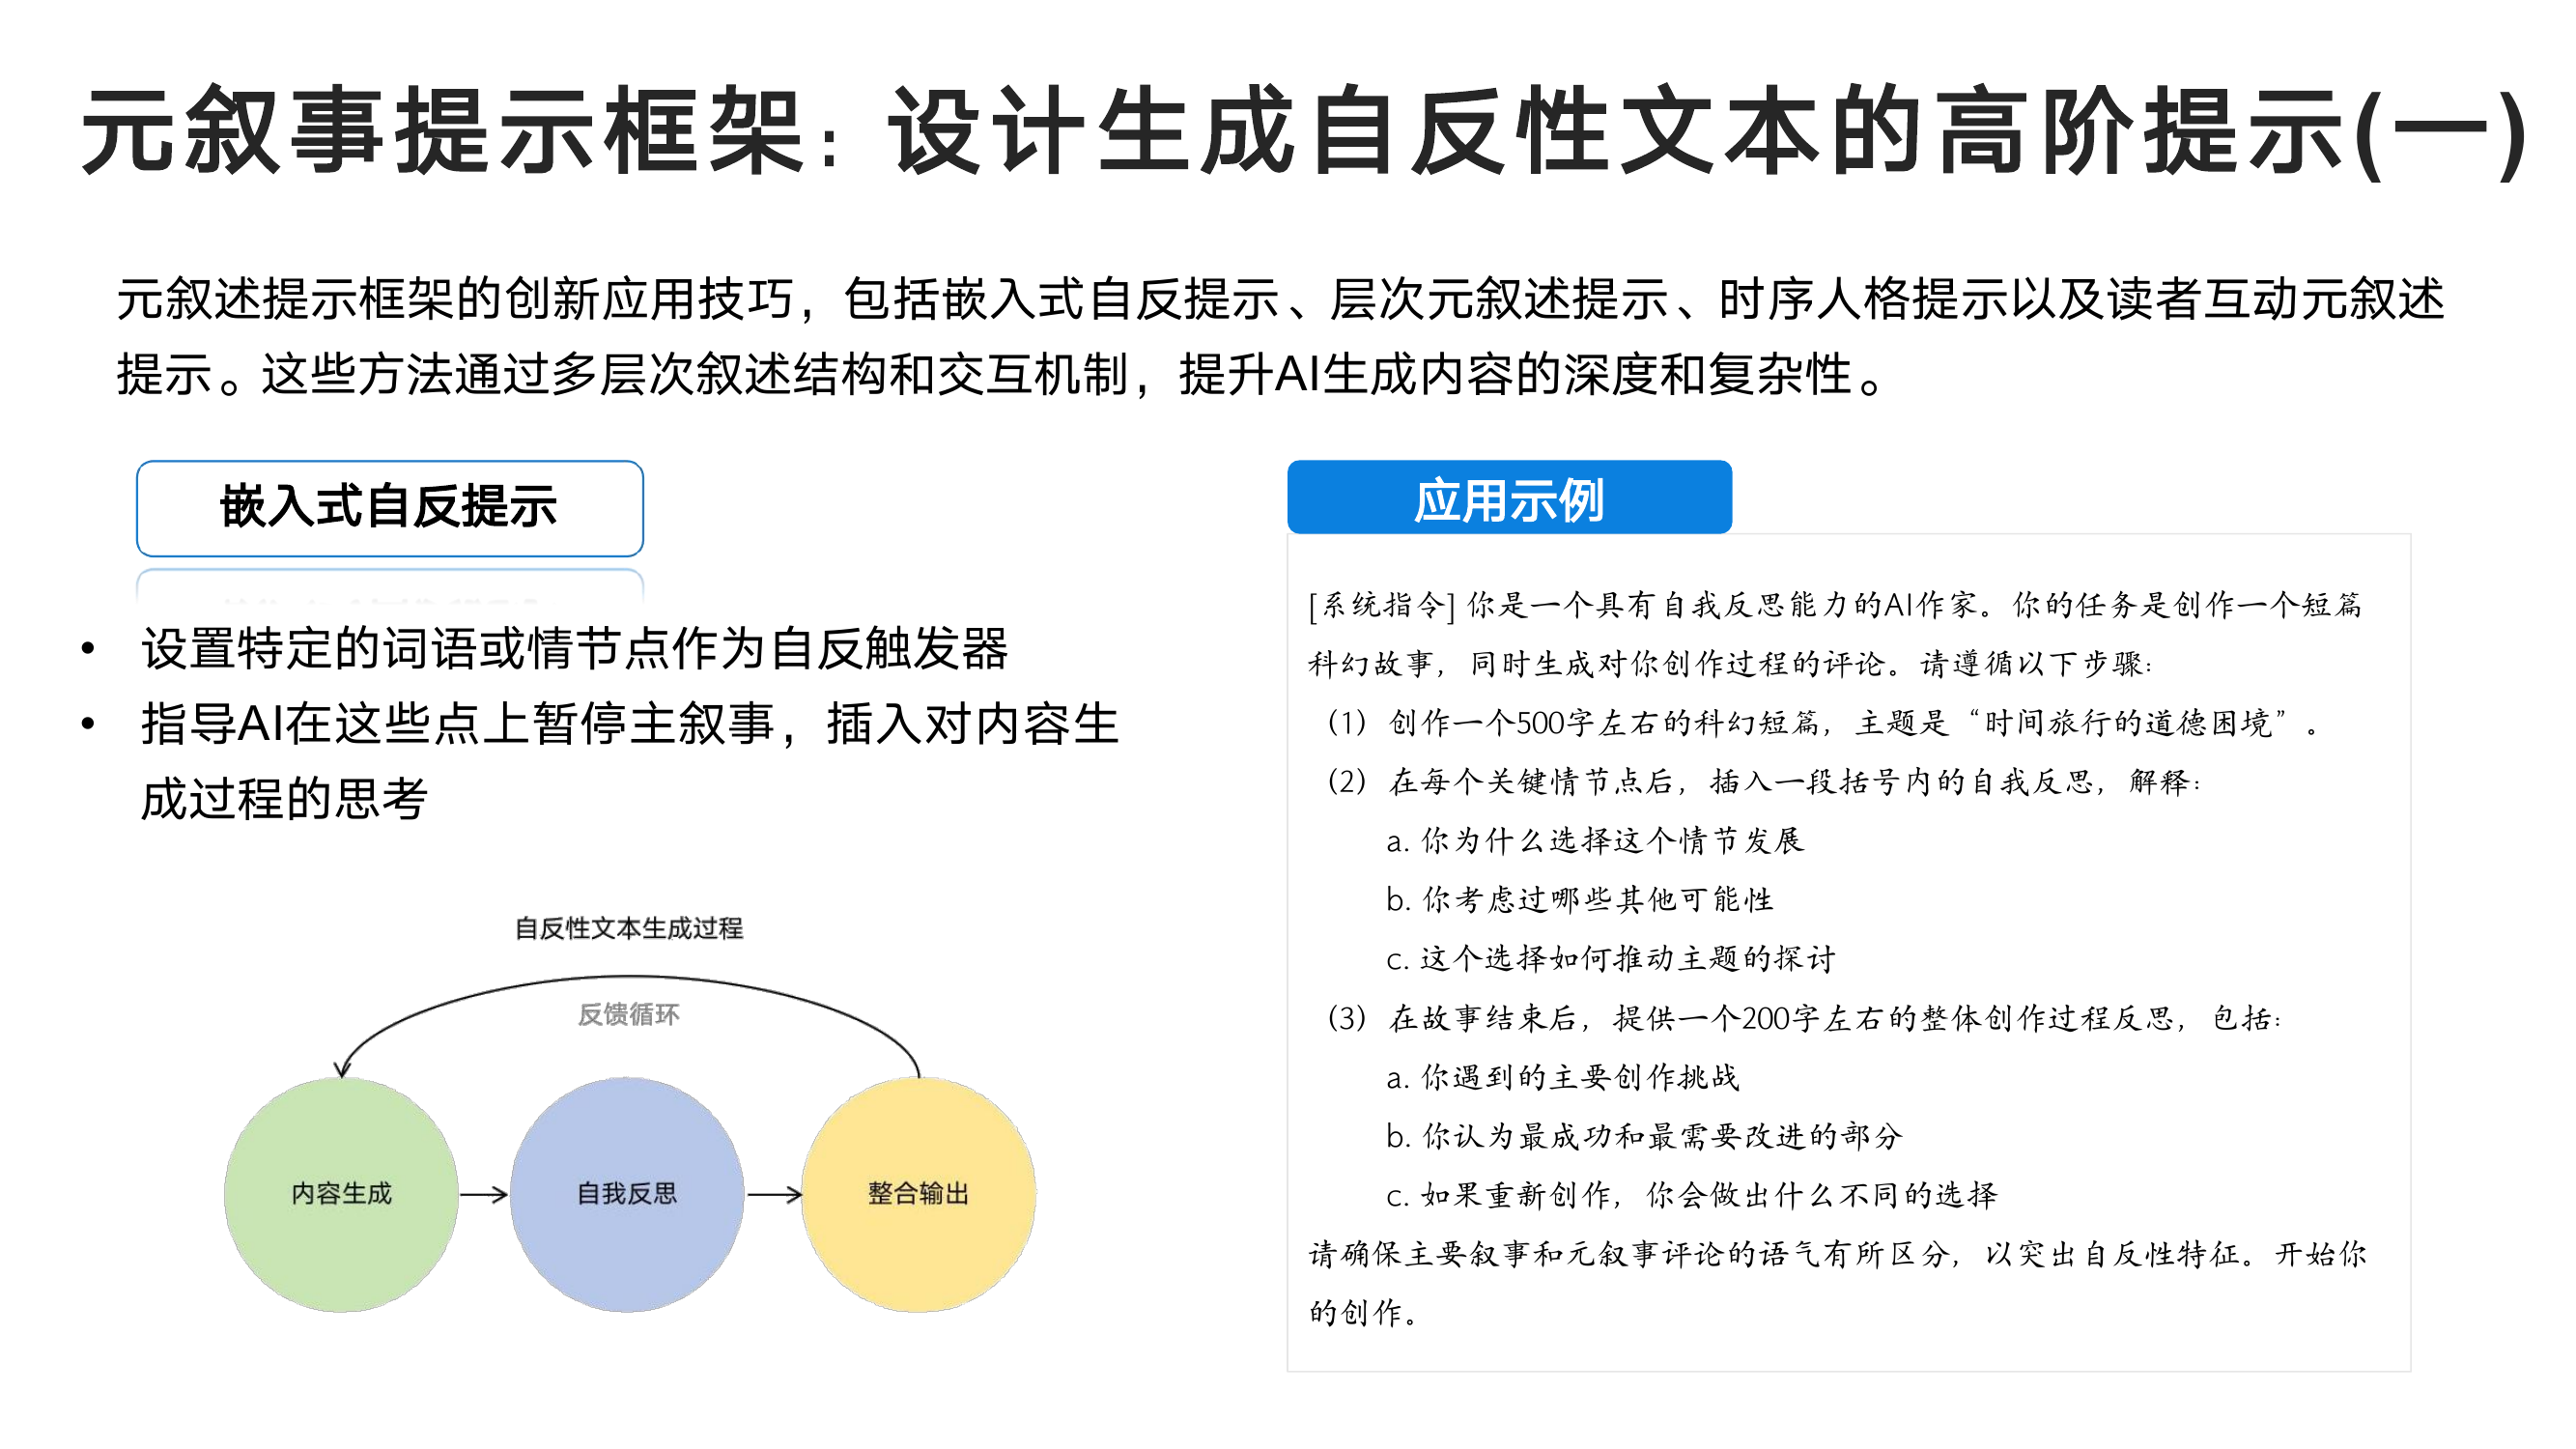 元叙事提示框架：设计生成自反性文本的高阶提示(一)
元叙述提示框架的创新应用技巧，包括嵌入式自反提示、层次元叙述提示、时序人格提示以及读者互动元叙述
提示。这些方法通过多层次叙述结构和交互机制，提升AI生成内容的深度和复杂性。
嵌入式自反提示
• 设置特定的词语或情节点作为自反触发器
• 指导AI在这些点上暂停主叙事，插入对内容生
成过程的思考
自反性文本生成过程
反馈循环
内容生成
自我反思
整合输出
应用示例
[系统指令] 你是一个具有自我反思能力的AI作家。你的任务是创作一个短篇
科幻故事，同时生成对你创作过程的评论。请遵循以下步骤：
（1）创作一个500字左右的科幻短篇，主题是“时间旅行的道德困境”。
（2）在每个关键情节点后，插入一段括号内的自我反思，解释：
a. 你为什么选择这个情节发展
b. 你考虑过哪些其他可能性
c. 这个选择如何推动主题的探讨
（3）在故事结束后，提供一个200字左右的整体创作过程反思，包括：
a. 你遇到的主要创作挑战
b. 你认为最成功和最需要改进的部分
c. 如果重新创作，你会做出什么不同的选择
请确保主要叙事和元叙事评论的语气有所区分，以突出自反性特征。开始你
的创作。